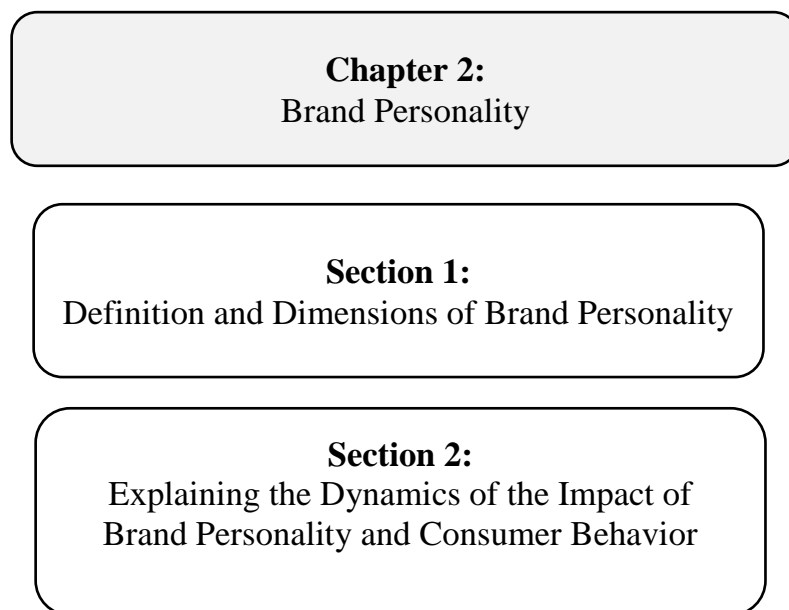 Chapter 2:
Brand Personality
Section 1:
Definition and Dimensions of Brand Personality
Section 2:
Explaining the Dynamics of the Impact of
Brand Personality and Consumer Behavior